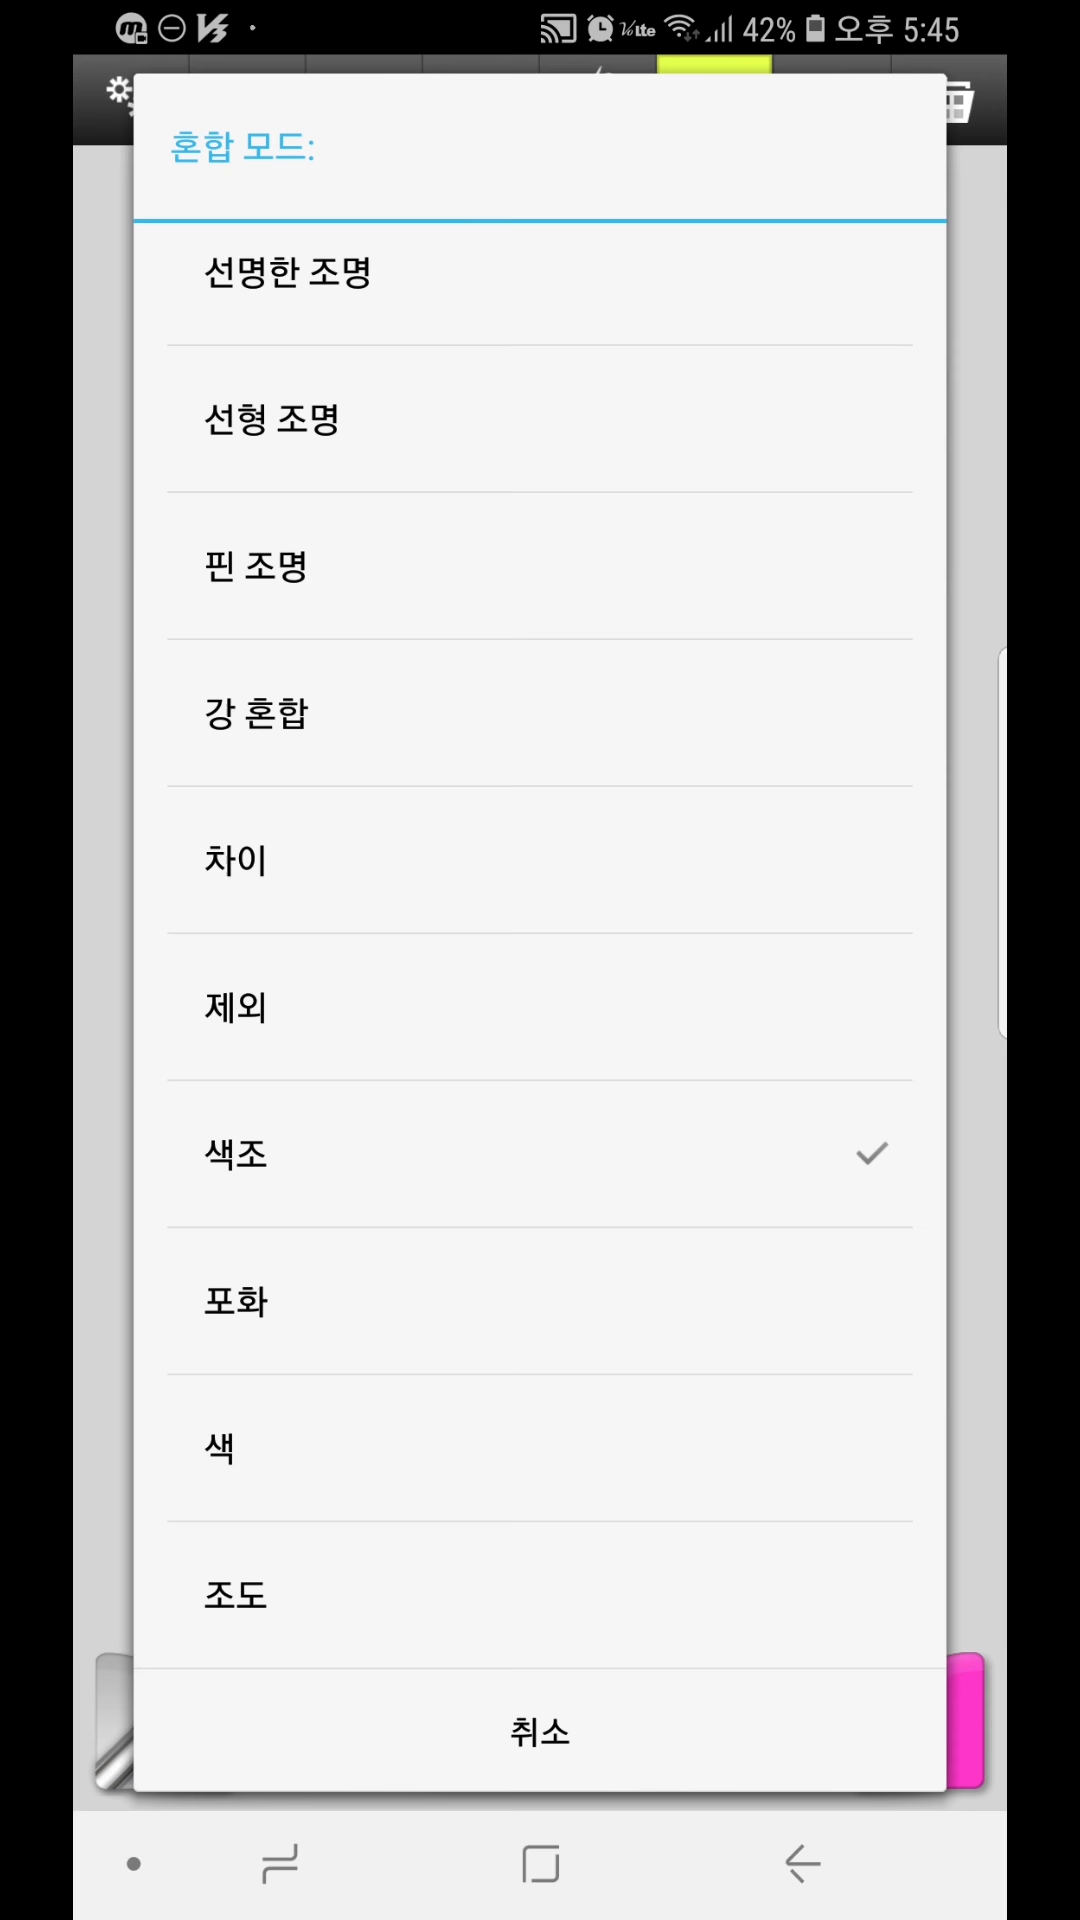 42% 오후 5:45
혼합 모드:
선명한 조명
선형 조명
핀 조명
강 혼합
차이
제외
색조
포화
색
조도
취소